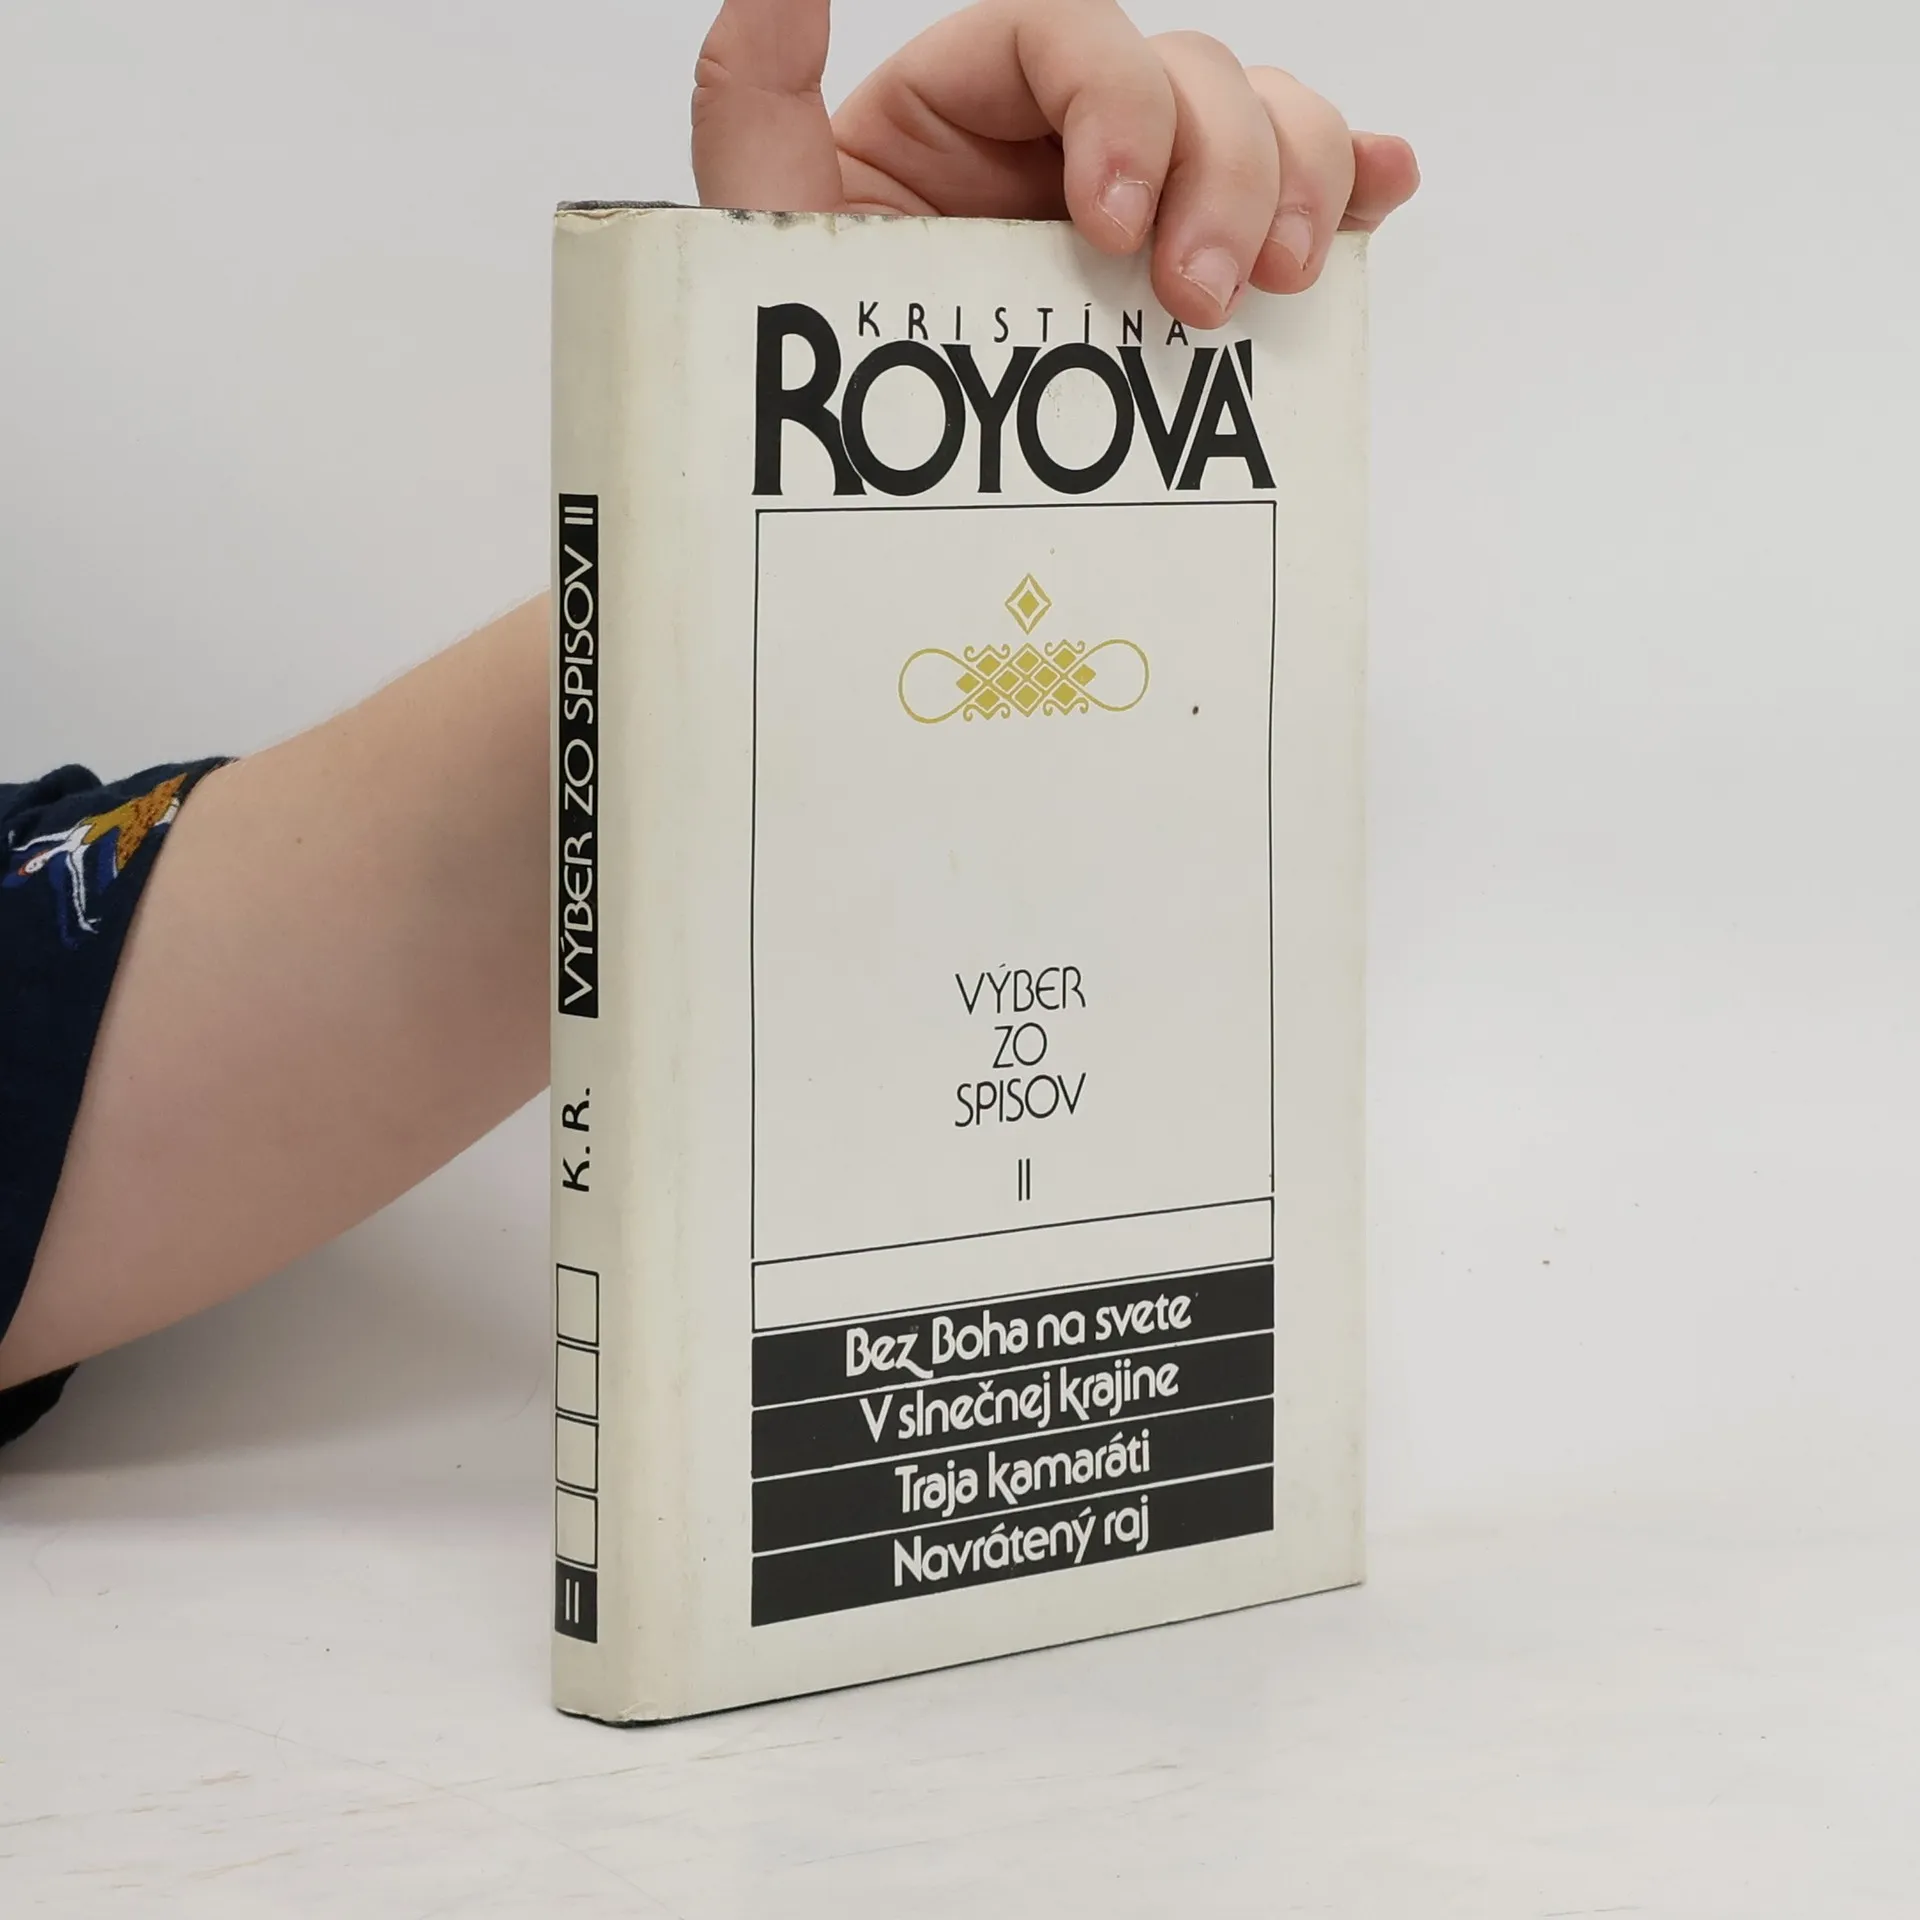 KRISTÍNA
ROYOVÁ
VÝBER
ZO
SPISOV
II
Bez Boha na svete
V slnečnej krajine
Traja kamaráti
Navrátený raj
K. R. VÝBER ZO SPISOV II
II